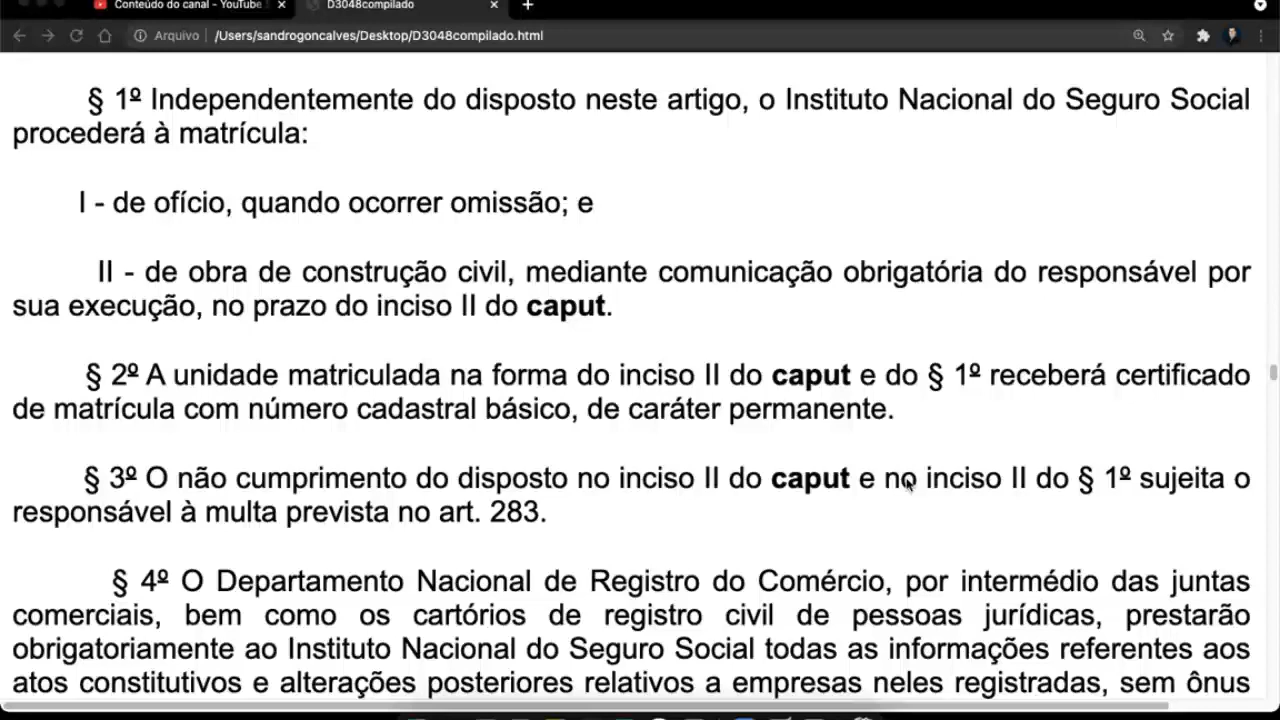 Conteúdo do canal - YouTube
D3048compilado
Arquivo | /Users/sandrogoncalves/Desktop/D3048compilado.html
§ 1º Independentemente do disposto neste artigo, o Instituto Nacional do Seguro Social
procederá à matrícula:
I - de ofício, quando ocorrer omissão; e
II - de obra de construção civil, mediante comunicação obrigatória do responsável por
sua execução, no prazo do inciso II do caput.
§ 2º A unidade matriculada na forma do inciso II do caput e do § 1º receberá certificado
de matrícula com número cadastral básico, de caráter permanente.
§ 3º O não cumprimento do disposto no inciso II do caput e no inciso II do § 1º sujeita o
responsável à multa prevista no art. 283.
§ 4º O Departamento Nacional de Registro do Comércio, por intermédio das juntas
comerciais, bem como os cartórios de registro civil de pessoas jurídicas, prestarão
obrigatoriamente ao Instituto Nacional do Seguro Social todas as informações referentes aos
atos constitutivos e alterações posteriores relativos a empresas neles registradas, sem ônus